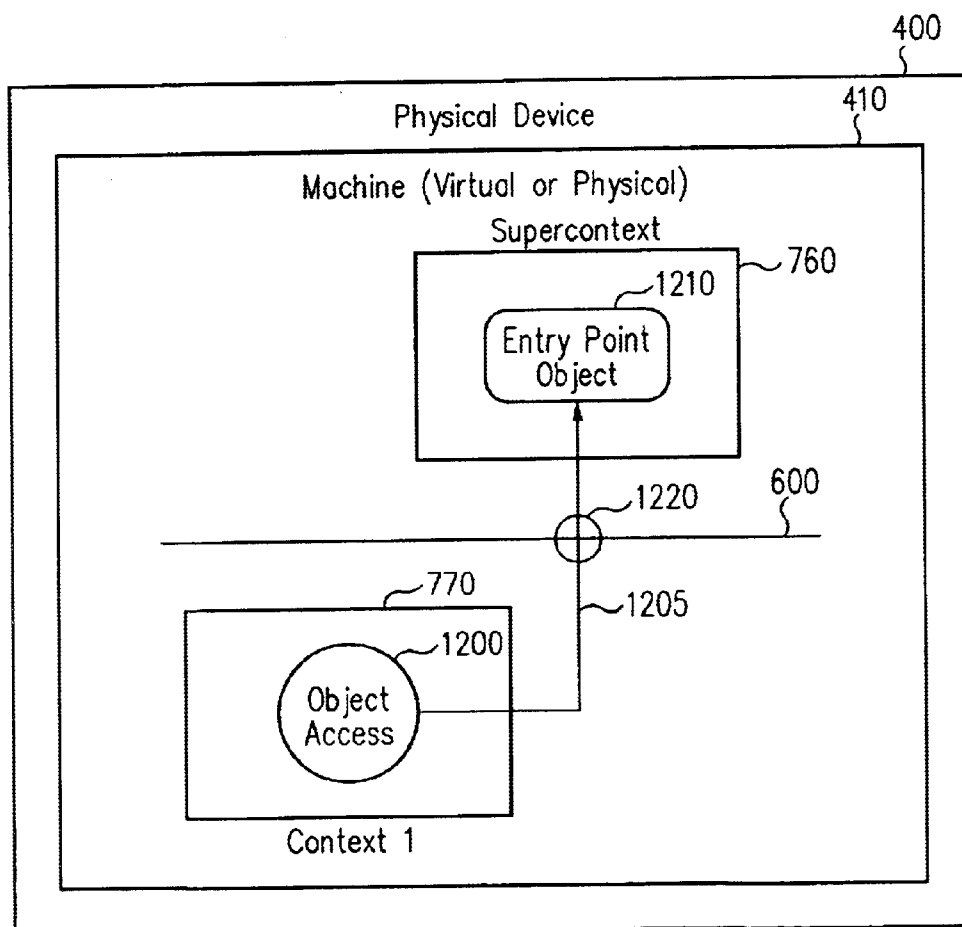 400
Physical Device
410
Machine (Virtual or Physical)
Supercontext
760
1210
Entry Point
Object
1220
600
770
1205
1200
Object
Access
Context 1